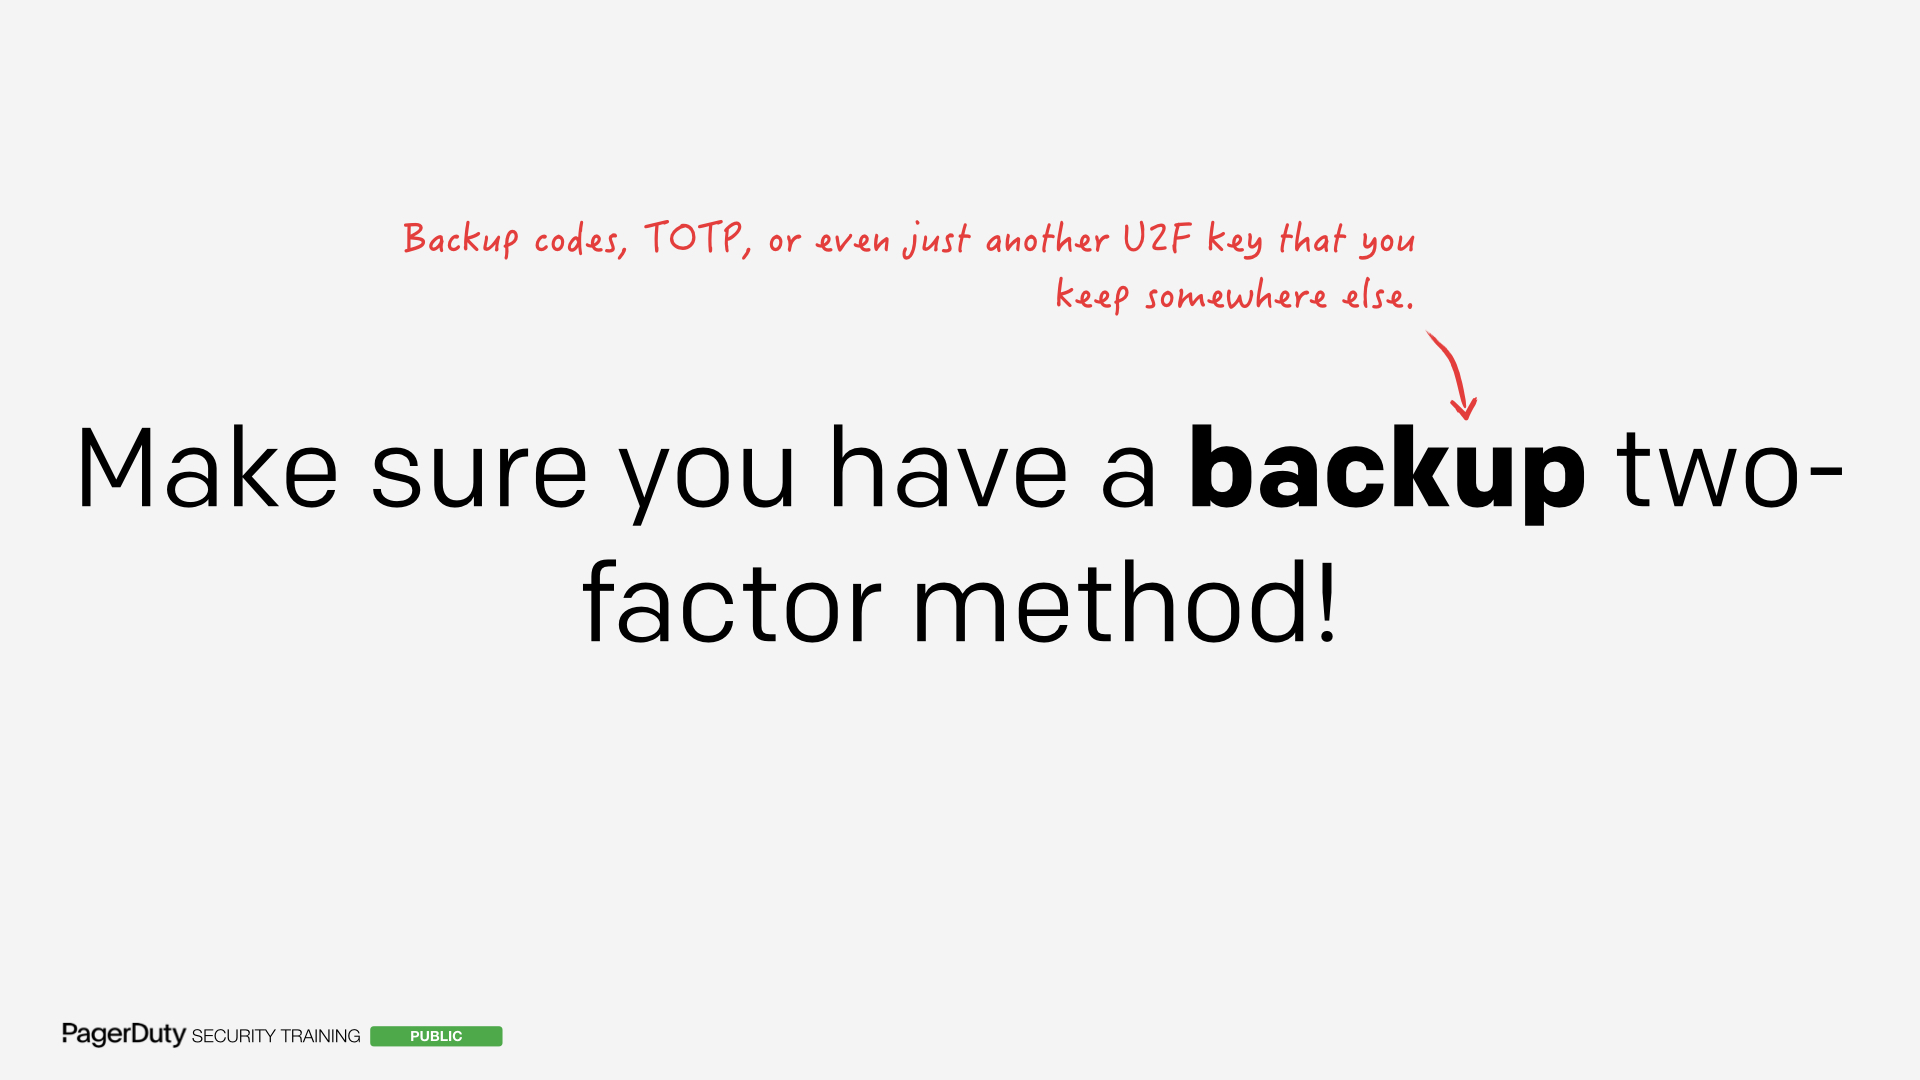 Backup codes, TOTP, or even just another U2F key that you
keep somewhere else.
Make sure you have a backup two-
factor method!
PagerDuty SECURITY TRAINING PUBLIC